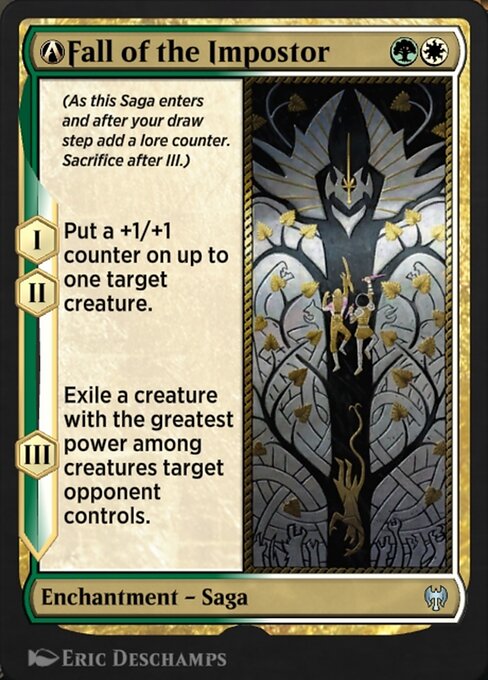 Fall of the Impostor
(As this Saga enters
and after your draw
step add a lore counter.
Sacrifice after III.)
I
II
Put a +1/+1
counter on up to
one target
creature.
III
Exile a creature
with the greatest
power among
creatures target
opponent
controls.
Enchantment – Saga
Eric Deschamps